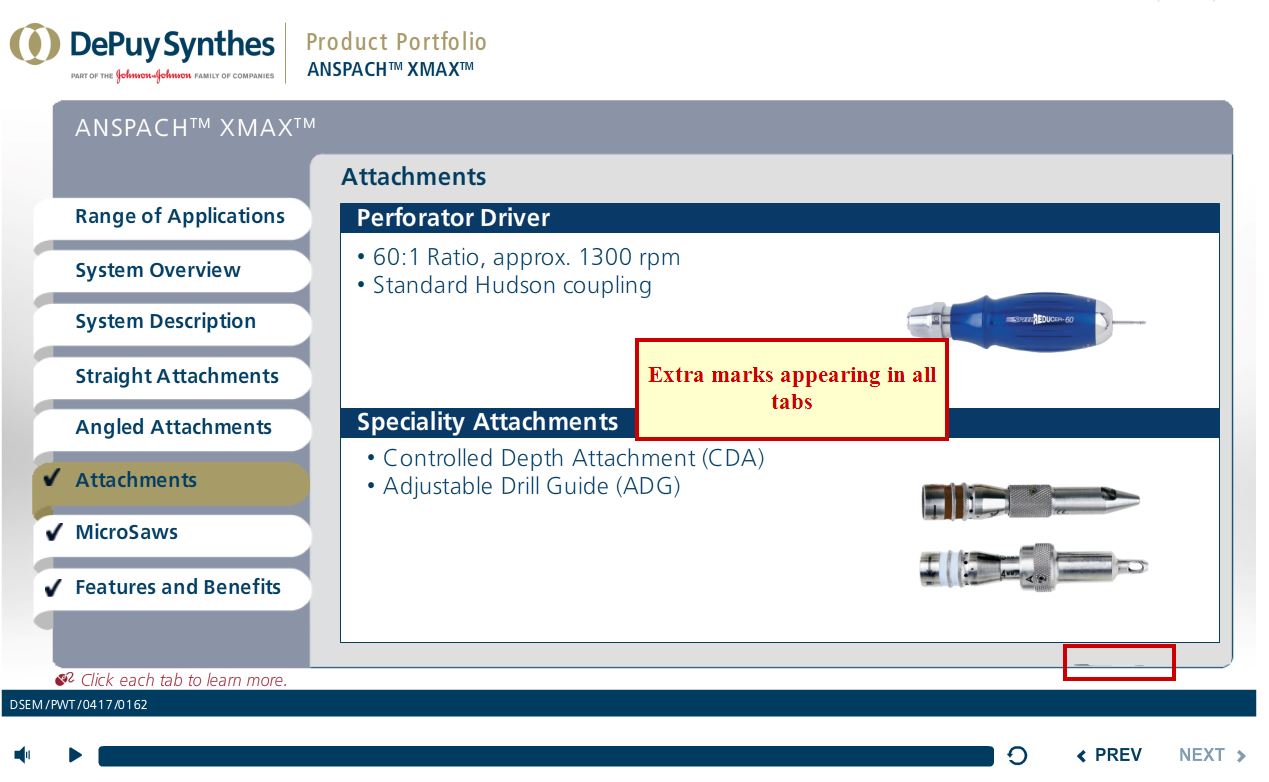 DePuy Synthes
PART OF THE Johnson & Johnson FAMILY OF COMPANIES
Product Portfolio
ANSPACH™ XMAX™
ANSPACH™ XMAX™
Range of Applications
System Overview
System Description
Straight Attachments
Angled Attachments
Attachments
MicroSaws
Features and Benefits
Attachments
Perforator Driver
• 60:1 Ratio, approx. 1300 rpm
• Standard Hudson coupling
SPEEDREDUCER-60
Extra marks appearing in all
tabs
Speciality Attachments
• Controlled Depth Attachment (CDA)
• Adjustable Drill Guide (ADG)
Click each tab to learn more.
DSEM/PWT/0417/0162
PREV
NEXT